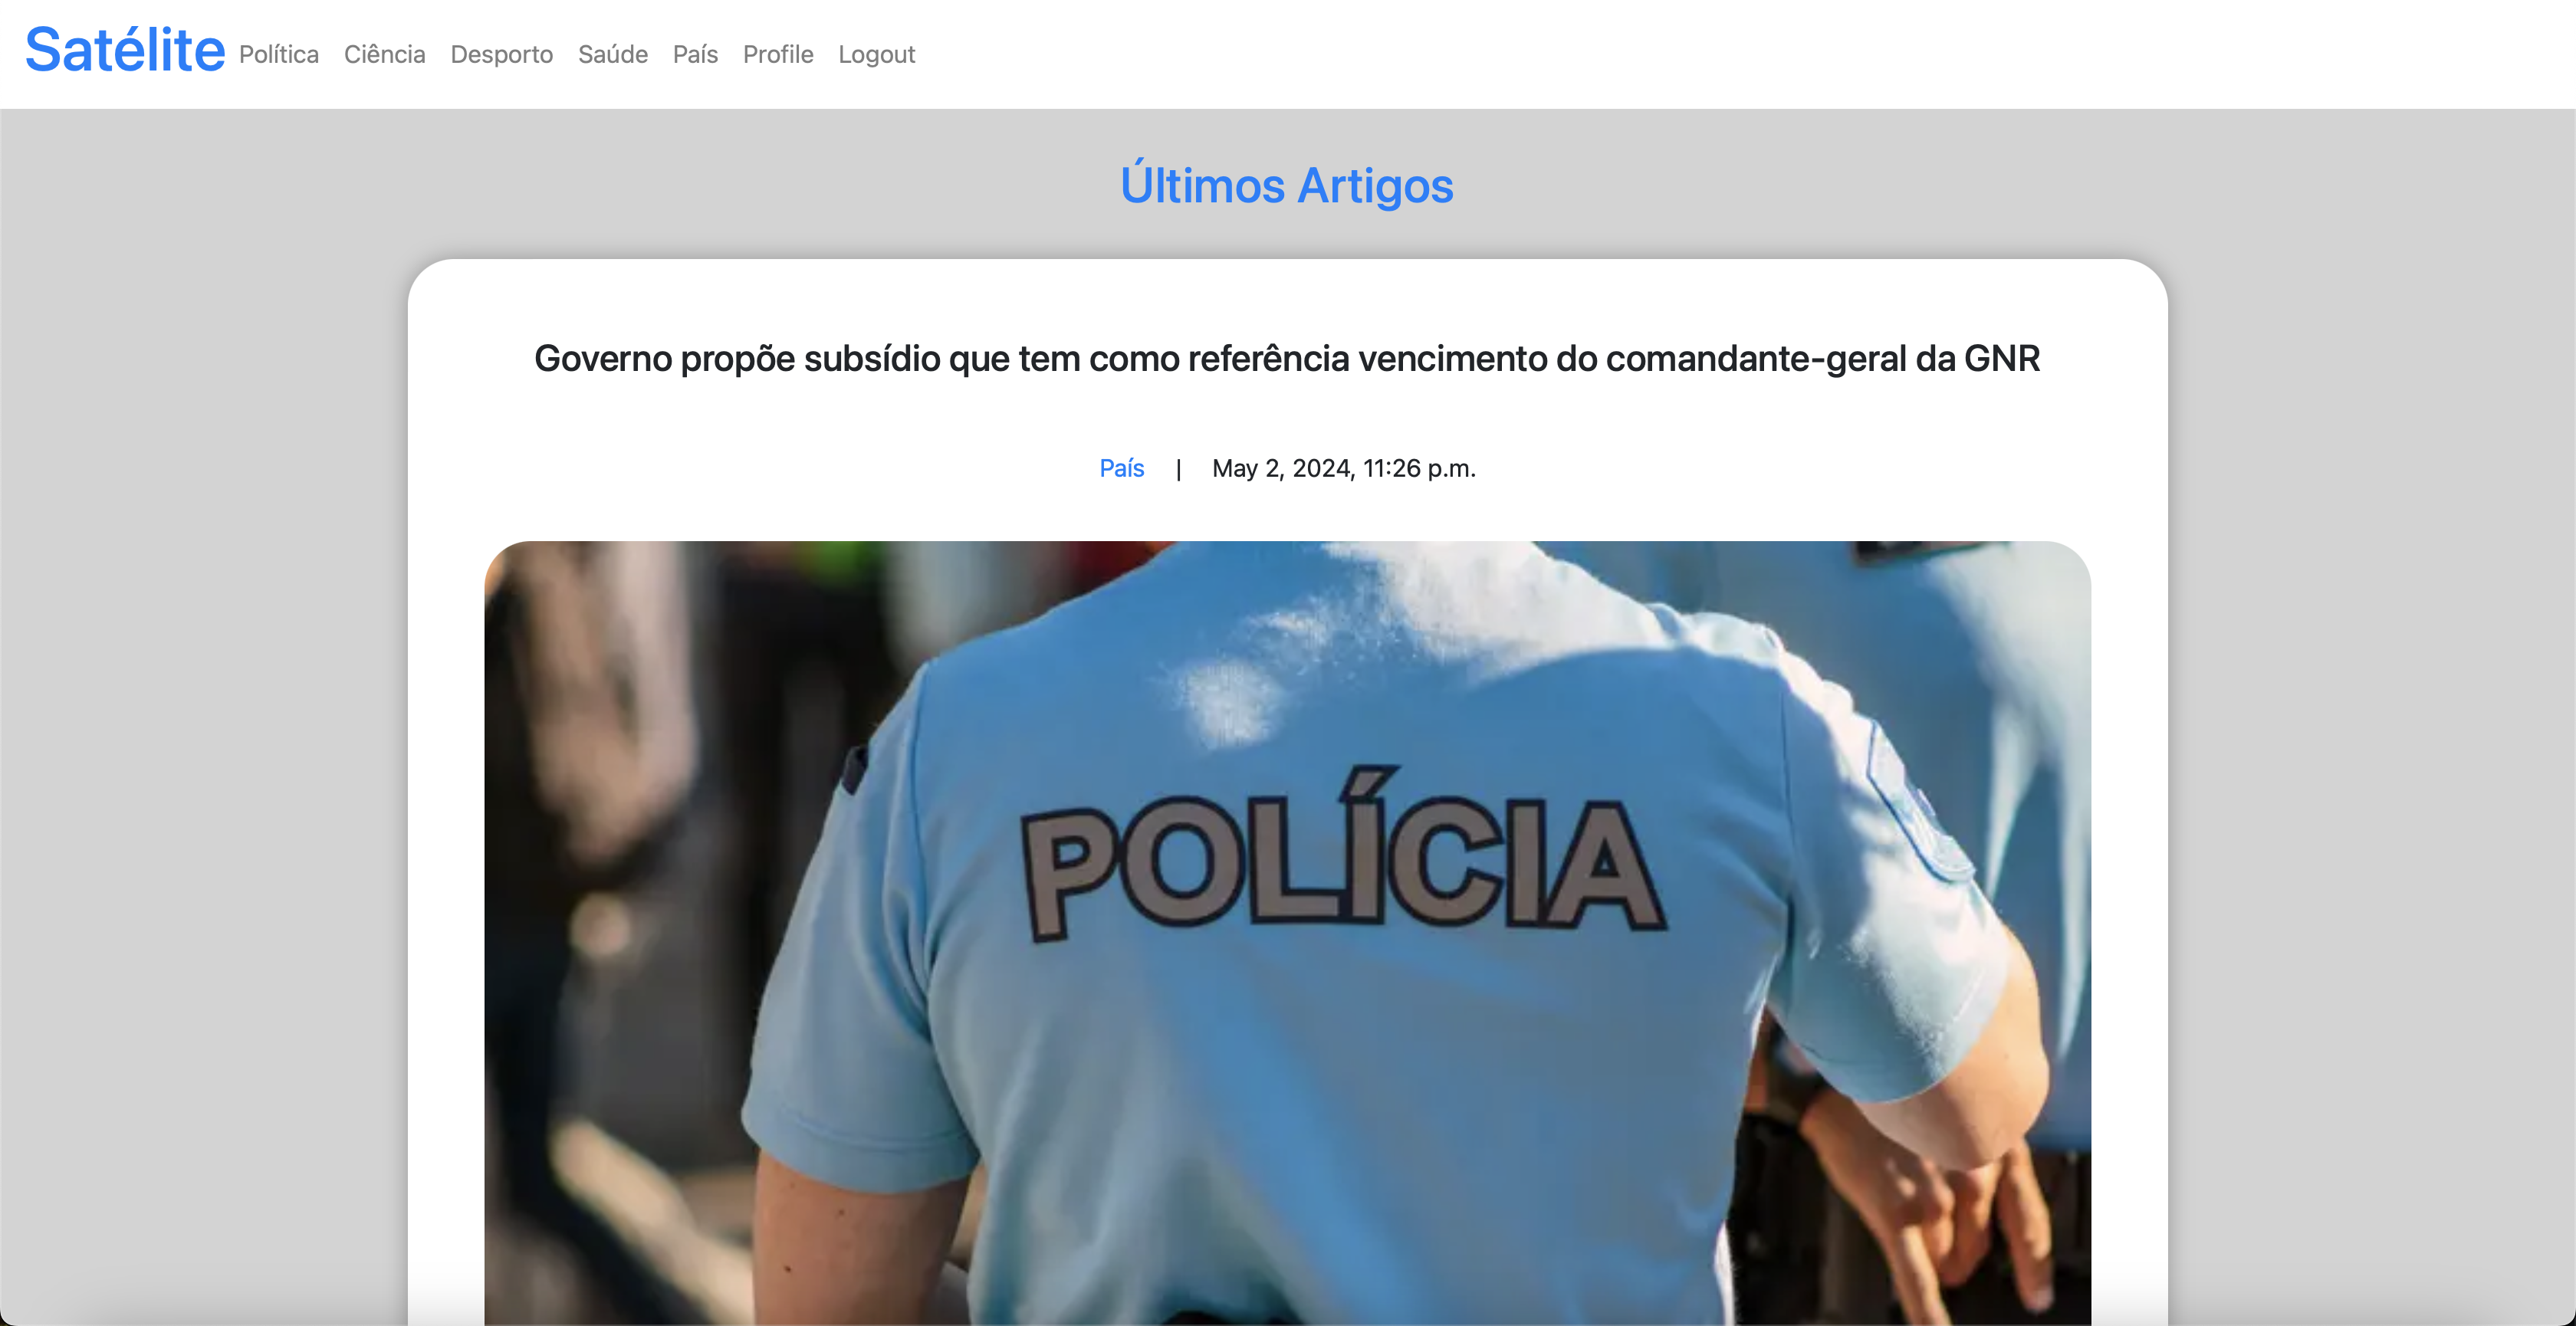 Satélite Política Ciência Desporto Saúde País Profile Logout
Últimos Artigos
Governo propõe subsídio que tem como referência vencimento do comandante-geral da GNR
País | May 2, 2024, 11:26 p.m.
POLÍCIA